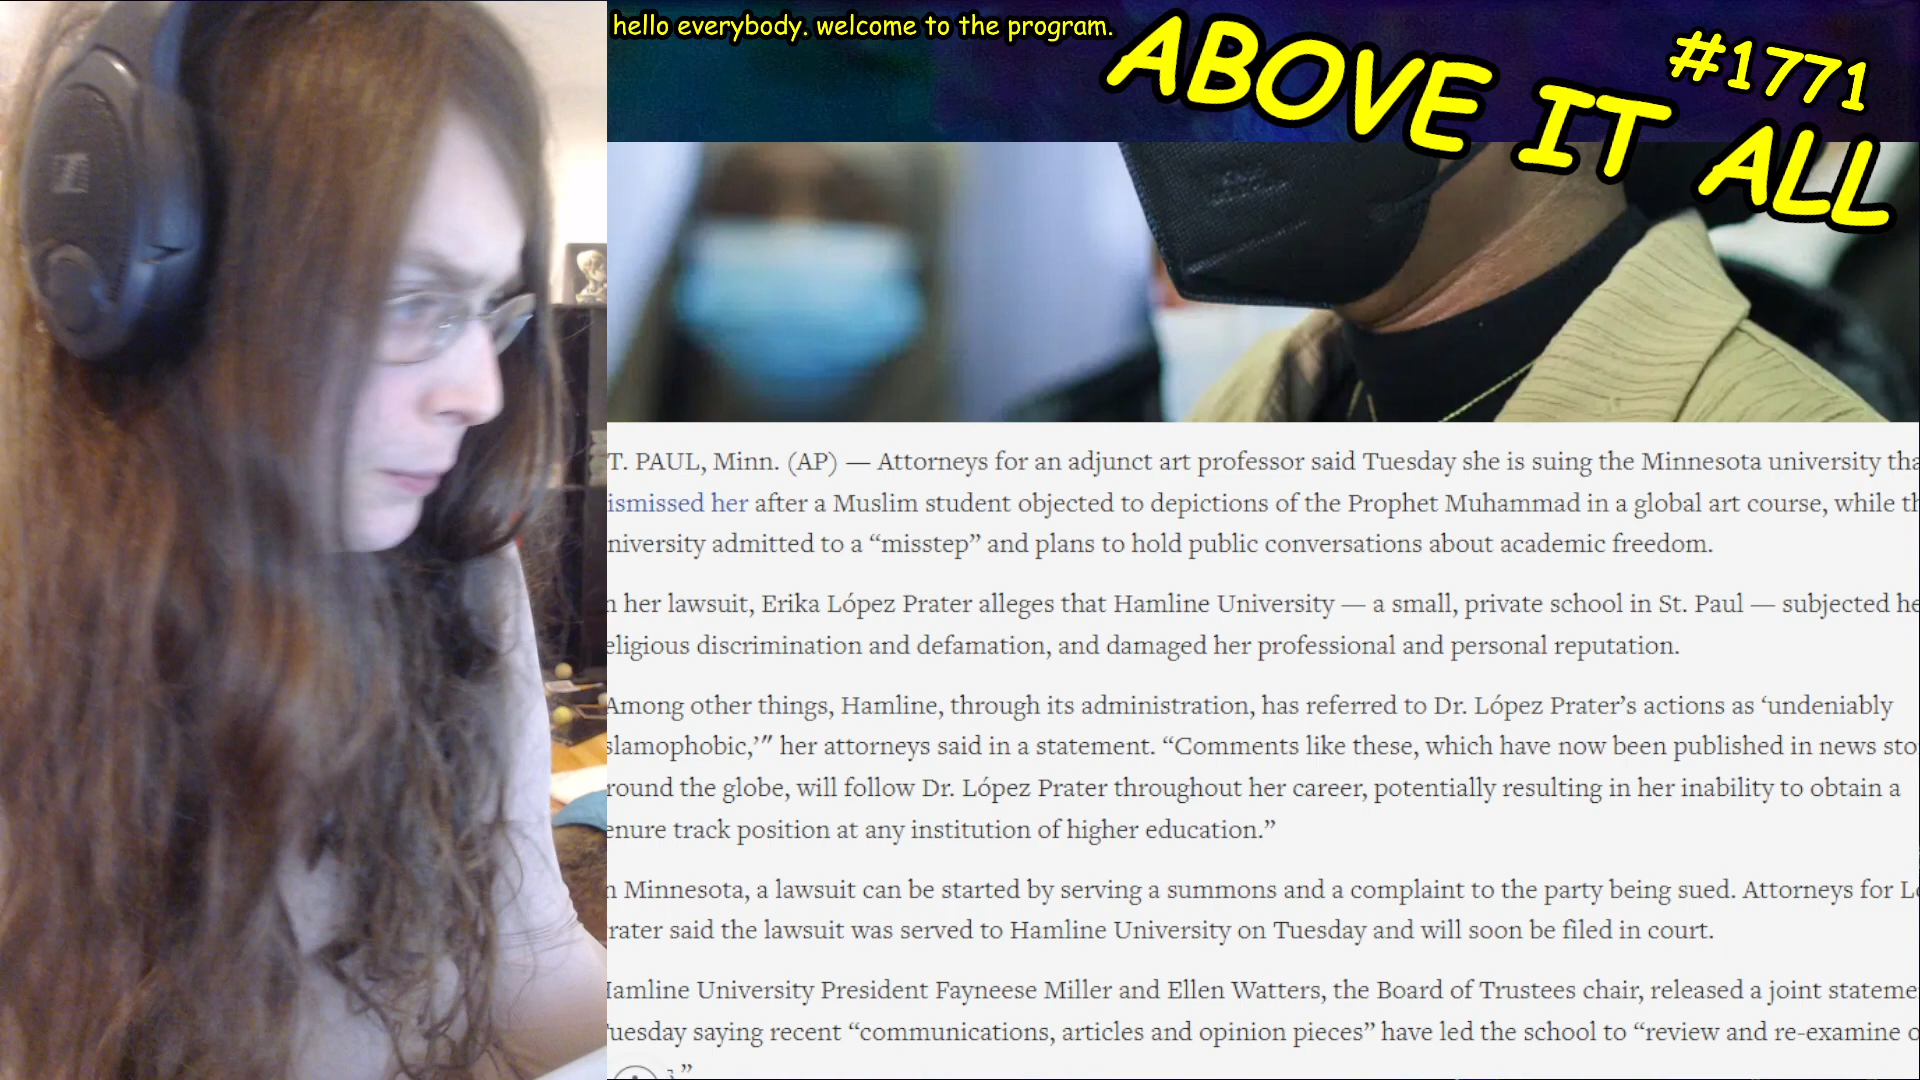 hello everybody. welcome to the program.
#1771
ABOVE IT ALL
T. PAUL, Minn. (AP) — Attorneys for an adjunct art professor said Tuesday she is suing the Minnesota university tha
ismissed her after a Muslim student objected to depictions of the Prophet Muhammad in a global art course, while th
niversity admitted to a “misstep” and plans to hold public conversations about academic freedom.
n her lawsuit, Erika López Prater alleges that Hamline University — a small, private school in St. Paul — subjected he
eligious discrimination and defamation, and damaged her professional and personal reputation.
Among other things, Hamline, through its administration, has referred to Dr. López Prater’s actions as ‘undeniably
slamophobic,’″ her attorneys said in a statement. “Comments like these, which have now been published in news sto
round the globe, will follow Dr. López Prater throughout her career, potentially resulting in her inability to obtain a
enure track position at any institution of higher education.”
n Minnesota, a lawsuit can be started by serving a summons and a complaint to the party being sued. Attorneys for Ló
rater said the lawsuit was served to Hamline University on Tuesday and will soon be filed in court.
Hamline University President Fayneese Miller and Ellen Watters, the Board of Trustees chair, released a joint stateme
uesday saying recent “communications, articles and opinion pieces” have led the school to “review and re-examine o